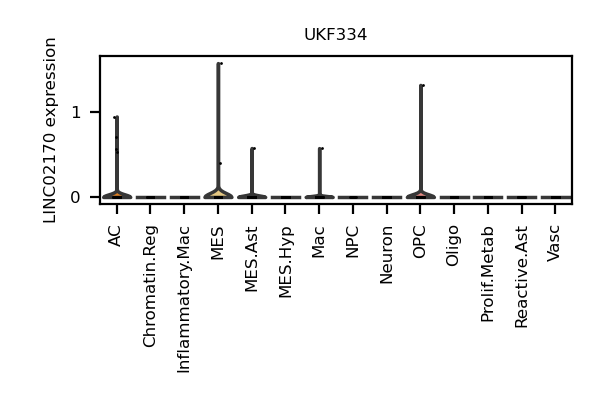 UKF334
LINC02170 expression
1
0
AC
Chromatin.Reg
Inflammatory.Mac
MES
MES.Ast
MES.Hyp
Mac
NPC
Neuron
OPC
Oligo
Prolif.Metab
Reactive.Ast
Vasc